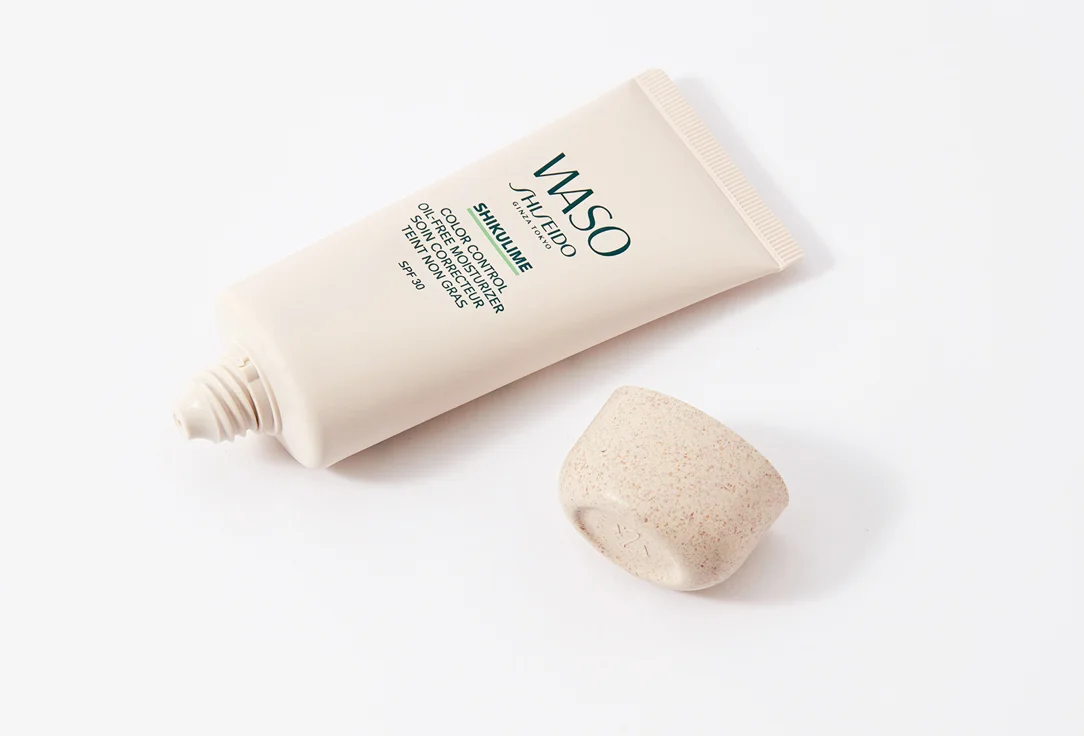 WASO
SHISEIDO
GINZA TOKYO
SHIKULIME
COLOR CONTROL
OIL-FREE MOISTURIZER
SOIN CORRECTEUR
TEINT NON GRAS
SPF 30